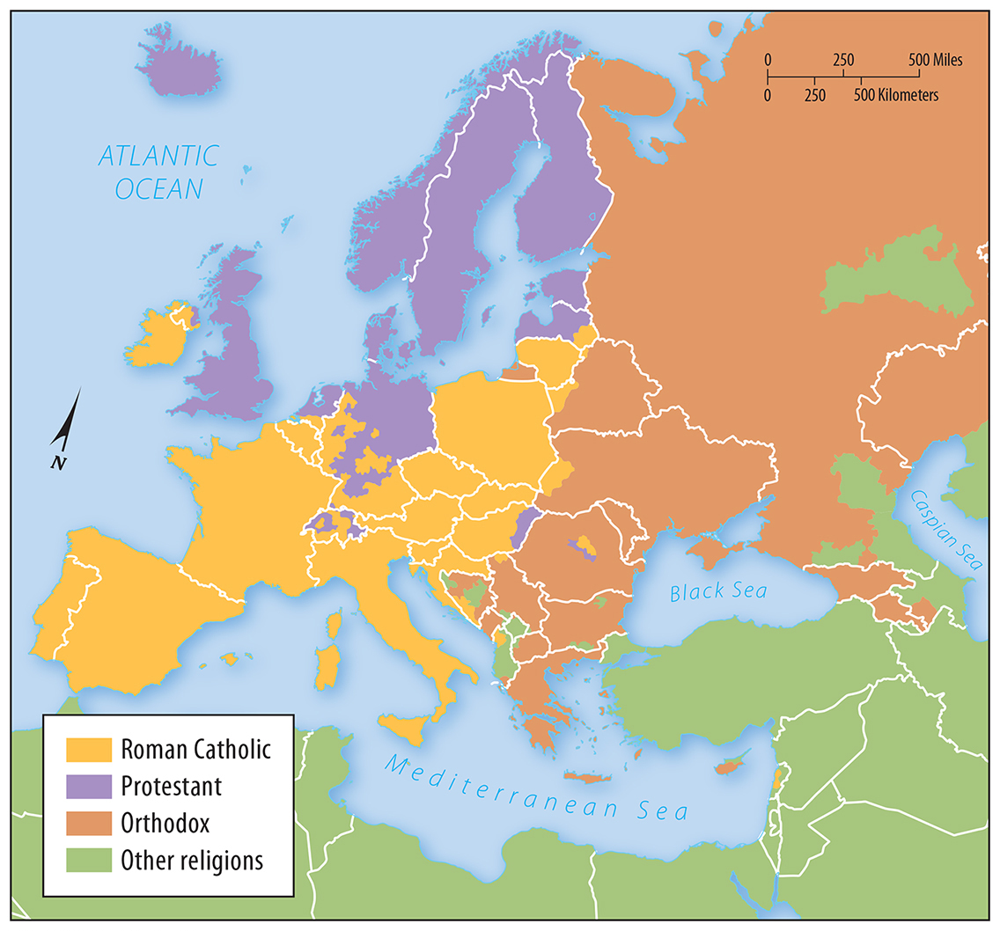 0 250 500 Miles
0 250 500 Kilometers
ATLANTIC
OCEAN
N
Caspian Sea
Black Sea
Mediterranean Sea
Roman Catholic
Protestant
Orthodox
Other religions